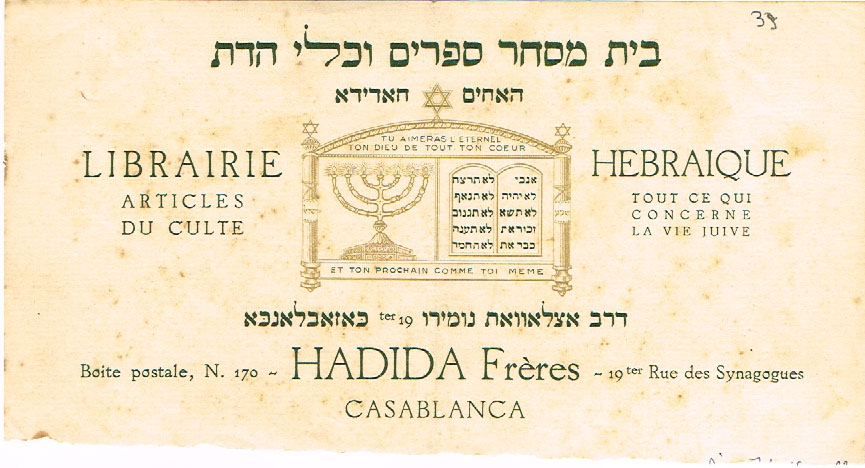 39
בית מסחר ספרים וכלי הדת
האחים חאדידא
TU AIMERAS L'ETERNEL
TON DIEU DE TOUT TON COEUR
LIBRAIRIE
ARTICLES
DU CULTE
אנכי לא תרצח
לא יהיה לא תנאף
לא תשא לא תגנוב
זכור את לא תענה
כבד את לא תחמד
HEBRAIQUE
TOUT CE QUI
CONCERNE
LA VIE JUIVE
ET TON PROCHAIN COMME TOI MEME
דרב אצלאוואת נומירו 19 ter כאזאבלאנכא
Boite postale, N. 170 ~ HADIDA Frères ~ 19 ter Rue des Synagogues
CASABLANCA